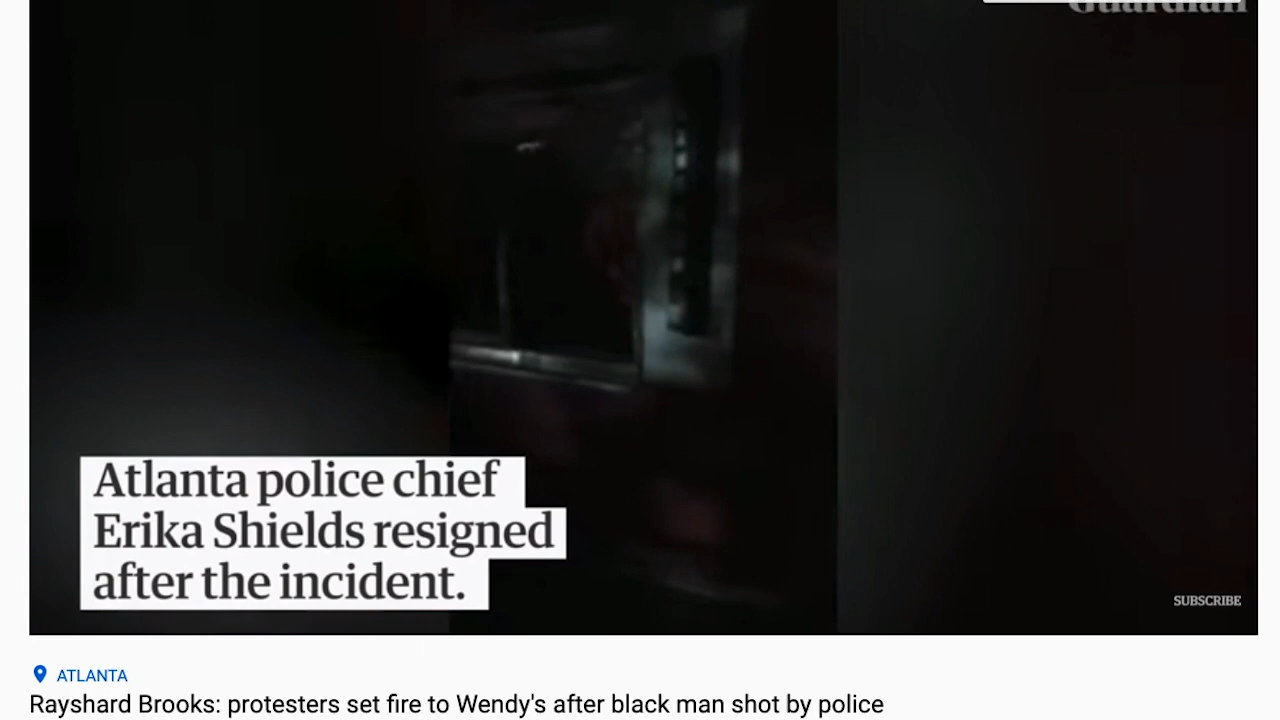 Guardian
Atlanta police chief
Erika Shields resigned
after the incident.
SUBSCRIBE
ATLANTA
Rayshard Brooks: protesters set fire to Wendy's after black man shot by police